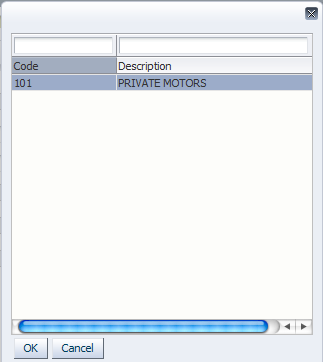 Code Description
101 PRIVATE MOTORS
OK Cancel